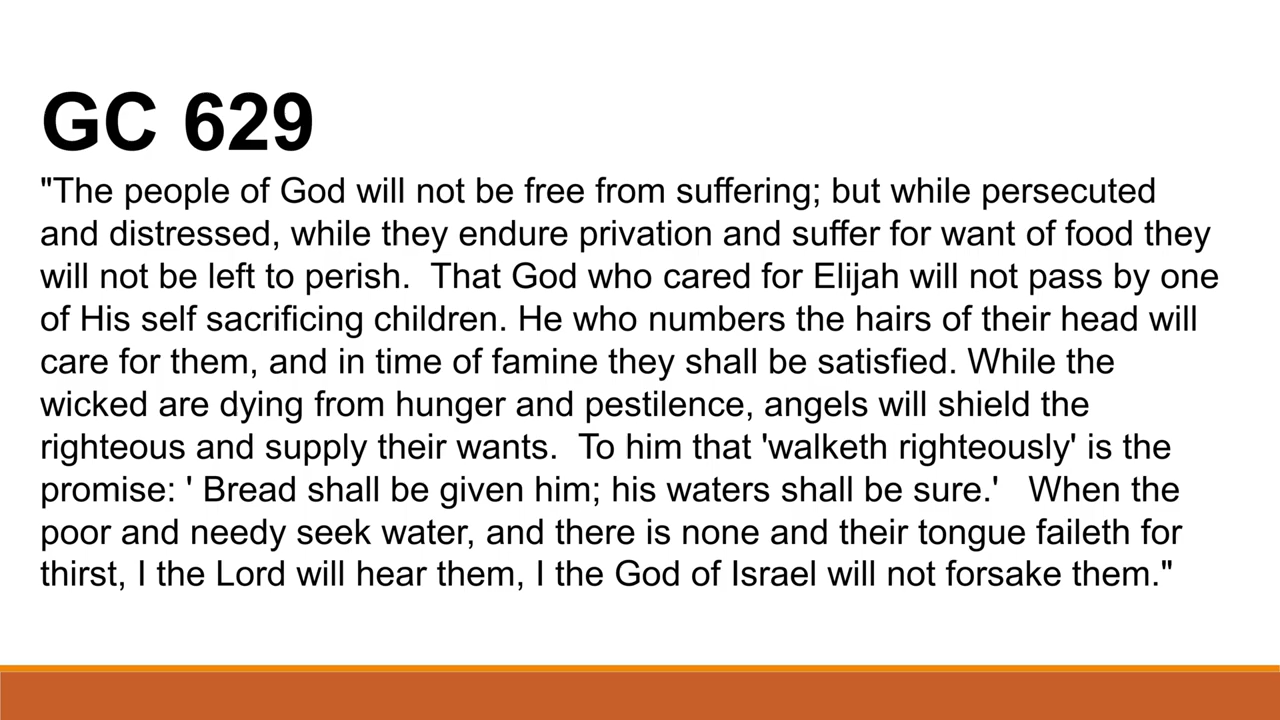 GC 629
"The people of God will not be free from suffering; but while persecuted
and distressed, while they endure privation and suffer for want of food they
will not be left to perish.  That God who cared for Elijah will not pass by one
of His self sacrificing children. He who numbers the hairs of their head will
care for them, and in time of famine they shall be satisfied. While the
wicked are dying from hunger and pestilence, angels will shield the
righteous and supply their wants.  To him that 'walketh righteously' is the
promise: ' Bread shall be given him; his waters shall be sure.'   When the
poor and needy seek water, and there is none and their tongue faileth for
thirst, I the Lord will hear them, I the God of Israel will not forsake them."